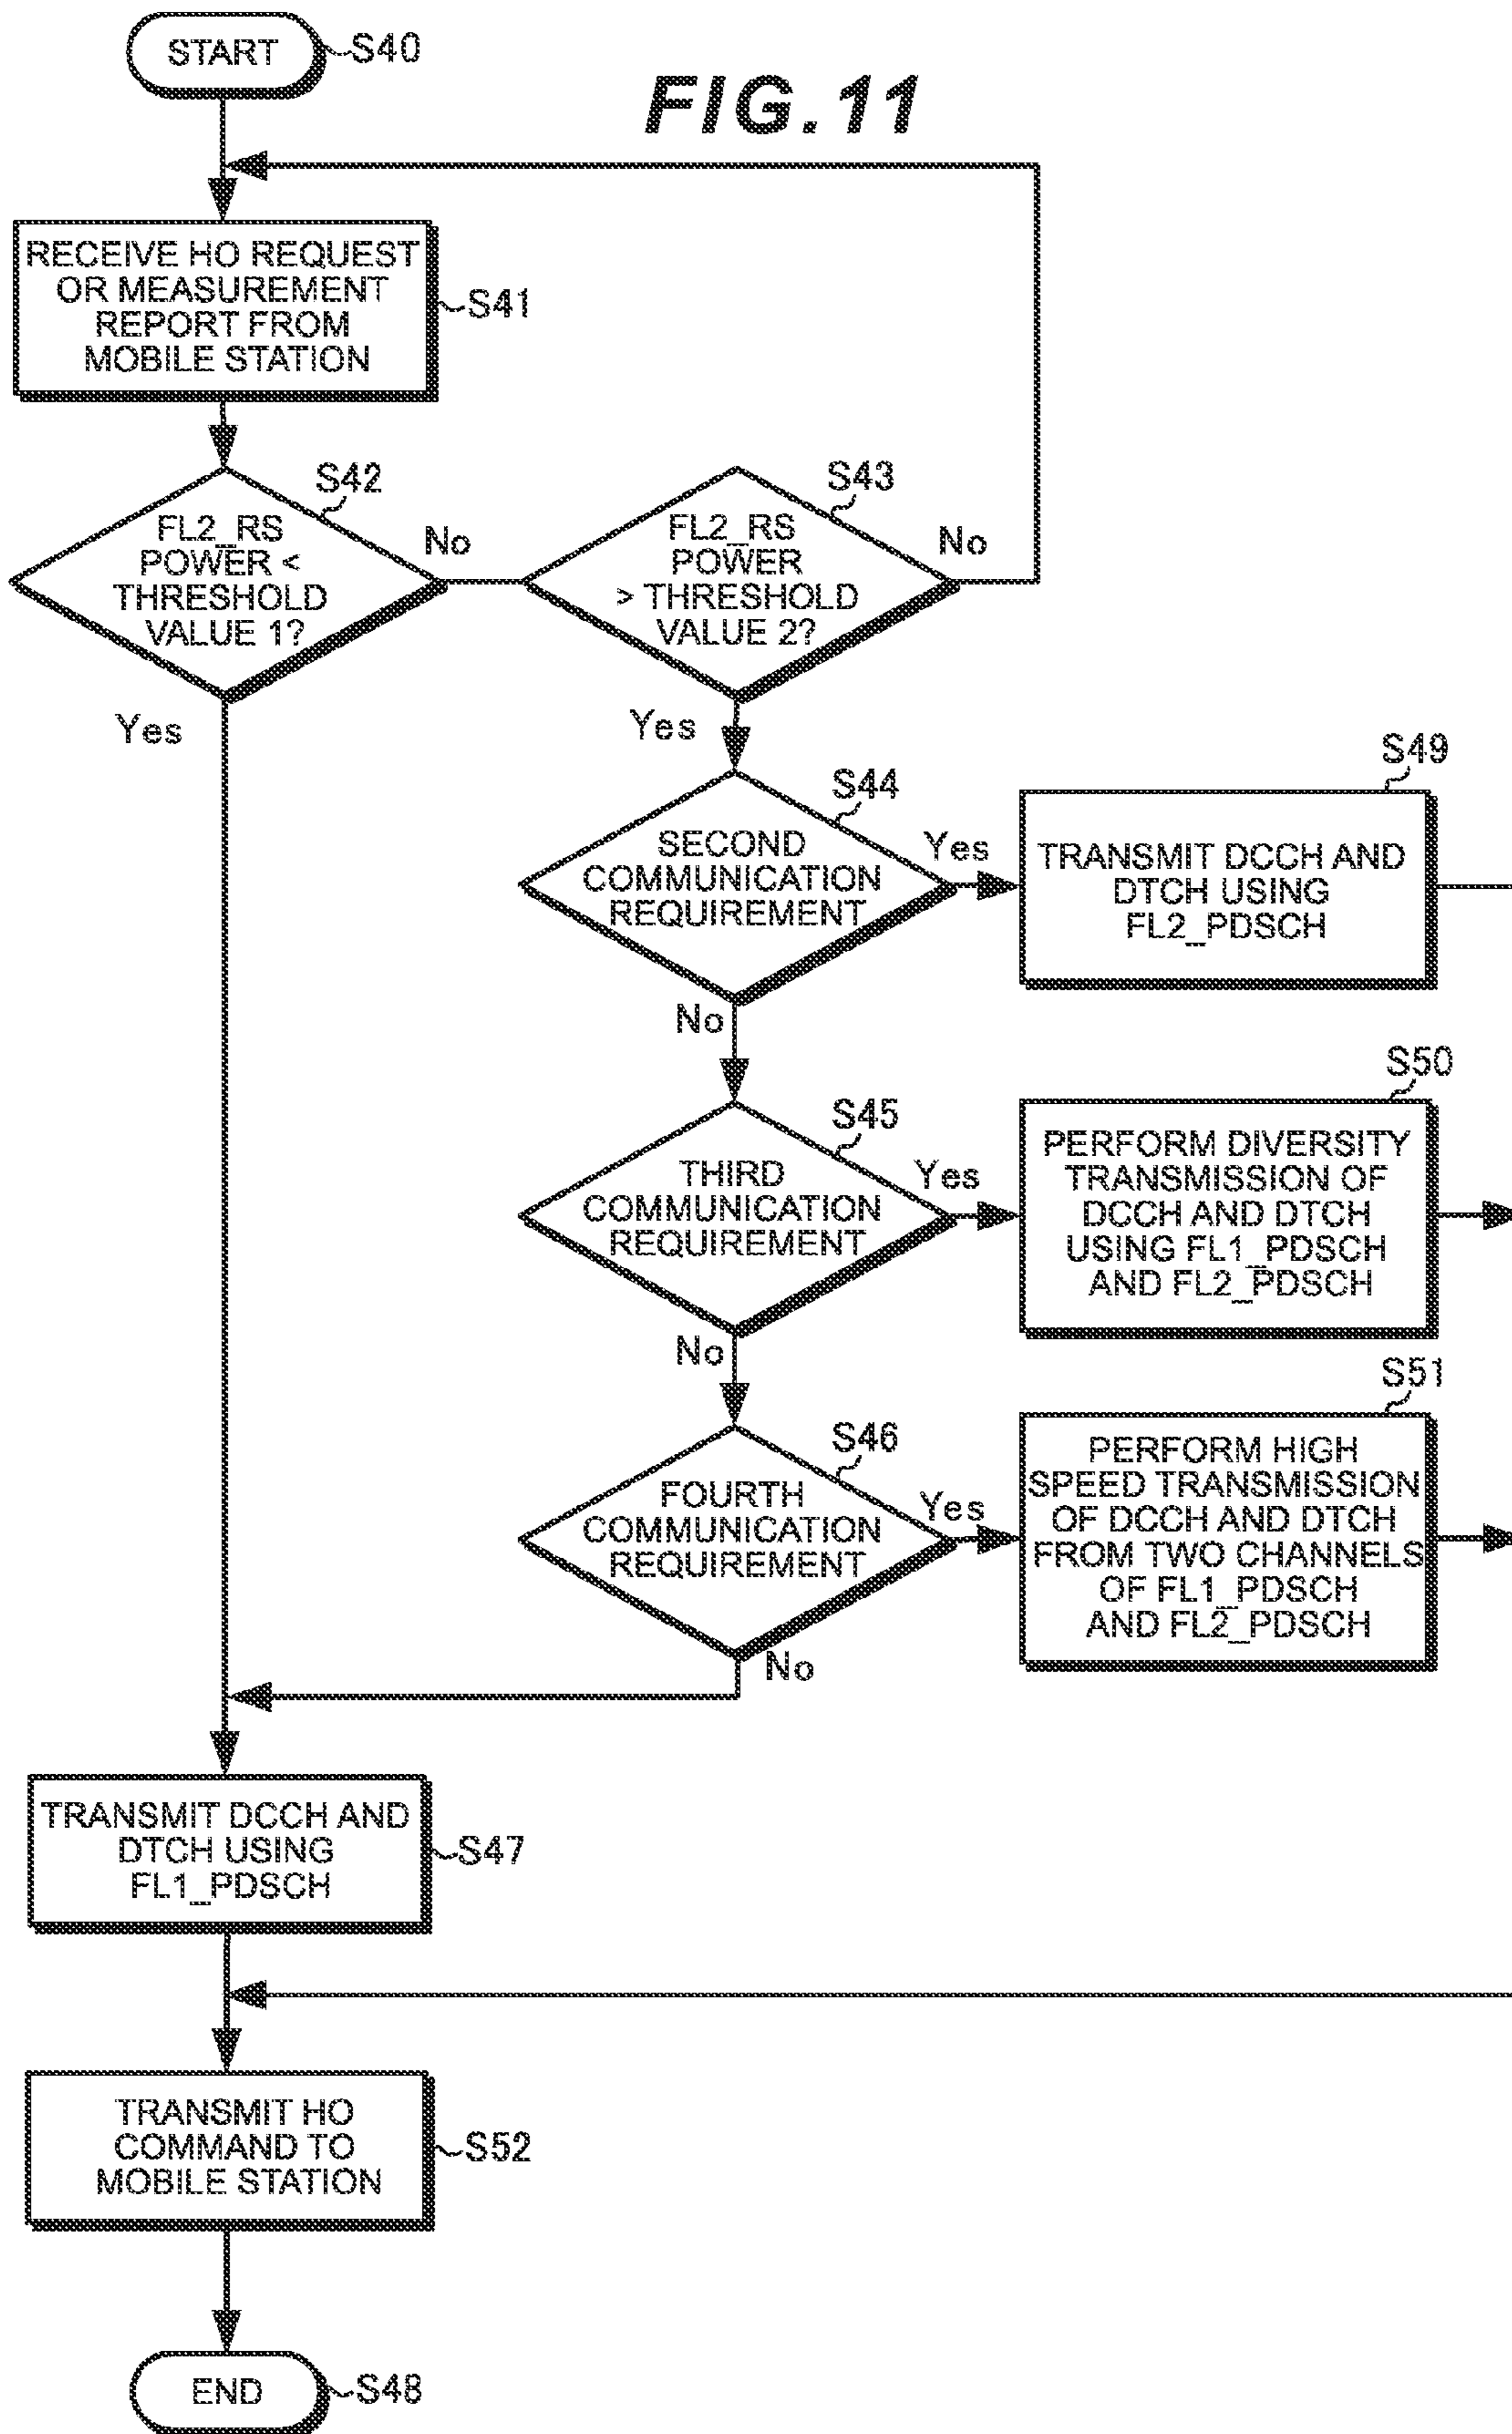 START
S40
FIG.11
RECEIVE HO REQUEST
OR MEASUREMENT
REPORT FROM
MOBILE STATION
S41
S42
FL2_RS
POWER <
THRESHOLD
VALUE 1?
No
Yes
S43
FL2_RS
POWER
> THRESHOLD
VALUE 2?
No
Yes
S44
SECOND
COMMUNICATION
REQUIREMENT
Yes
No
S49
TRANSMIT DCCH AND
DTCH USING
FL2_PDSCH
S45
THIRD
COMMUNICATION
REQUIREMENT
Yes
No
S50
PERFORM DIVERSITY
TRANSMISSION OF
DCCH AND DTCH
USING FL1_PDSCH
AND FL2_PDSCH
S46
FOURTH
COMMUNICATION
REQUIREMENT
Yes
No
S51
PERFORM HIGH
SPEED TRANSMISSION
OF DCCH AND DTCH
FROM TWO CHANNELS
OF FL1_PDSCH
AND FL2_PDSCH
TRANSMIT DCCH AND
DTCH USING
FL1_PDSCH
S47
TRANSMIT HO
COMMAND TO
MOBILE STATION
S52
END
S48